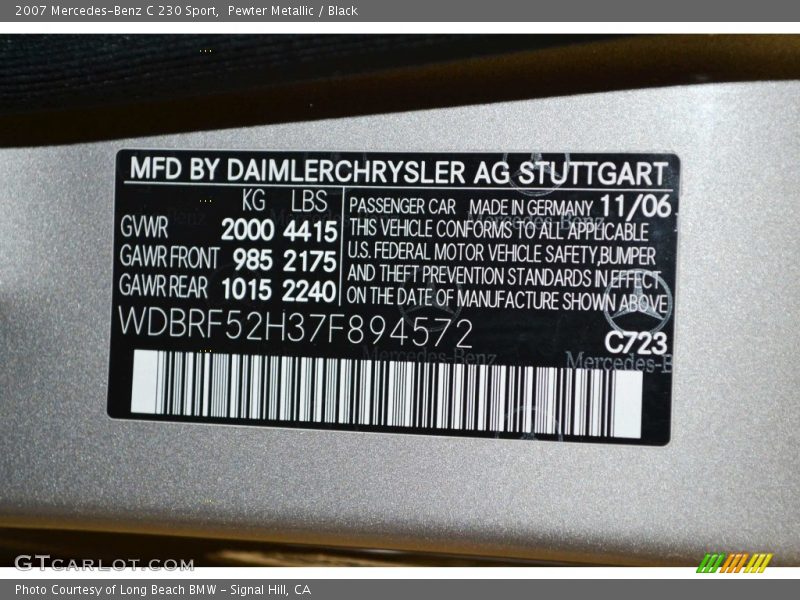 2007 Mercedes-Benz C 230 Sport,  Pewter Metallic / Black
MFD BY DAIMLERCHRYSLER AG STUTTGART
KG LBS
GVWR 2000 4415
GAWR FRONT 985 2175
GAWR REAR 1015 2240
PASSENGER CAR MADE IN GERMANY 11/06
THIS VEHICLE CONFORMS TO ALL APPLICABLE
U.S. FEDERAL MOTOR VEHICLE SAFETY,BUMPER
AND THEFT PREVENTION STANDARDS IN EFFECT
ON THE DATE OF MANUFACTURE SHOWN ABOVE
WDBRF52H37F894572
C723
Mercedes-Benz
Mercedes-B
GTCARLOT.COM
Photo Courtesy of Long Beach BMW - Signal Hill, CA